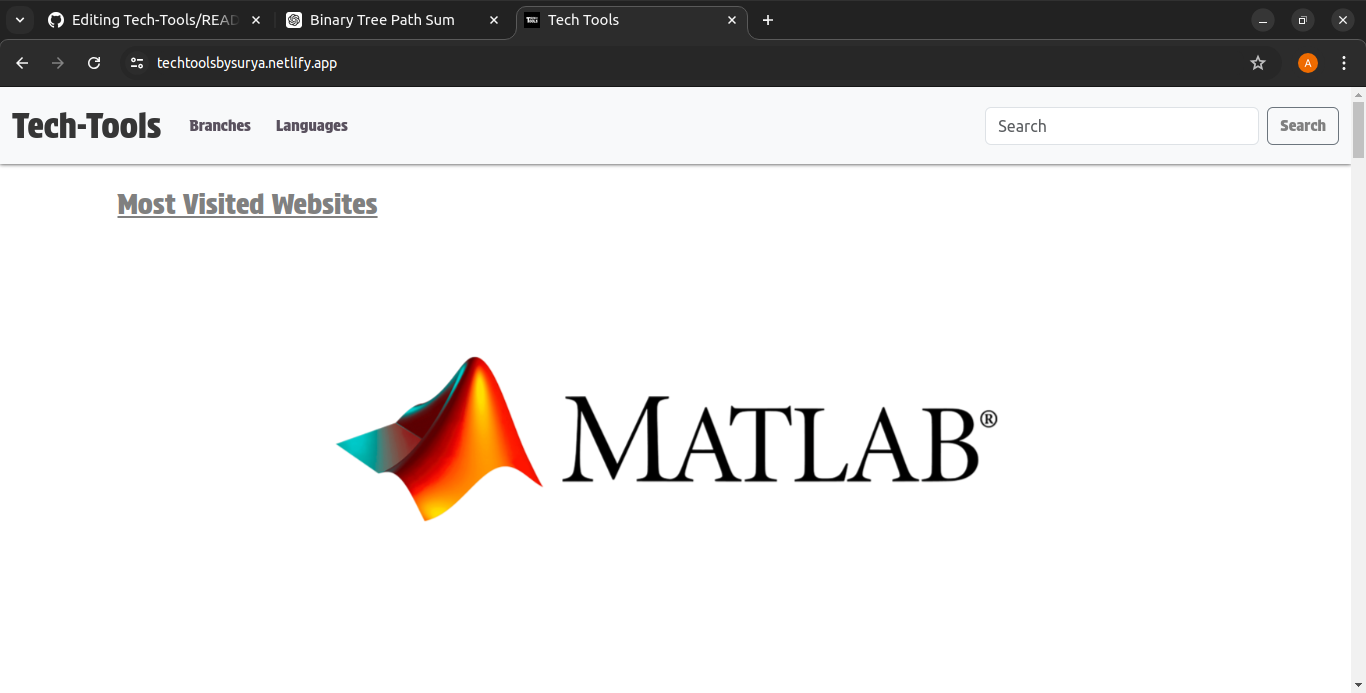 Editing Tech-Tools/READ
Binary Tree Path Sum
Tech Tools
techtoolsbysurya.netlify.app
A
Tech-Tools Branches Languages Search Search
Most Visited Websites
MATLAB®